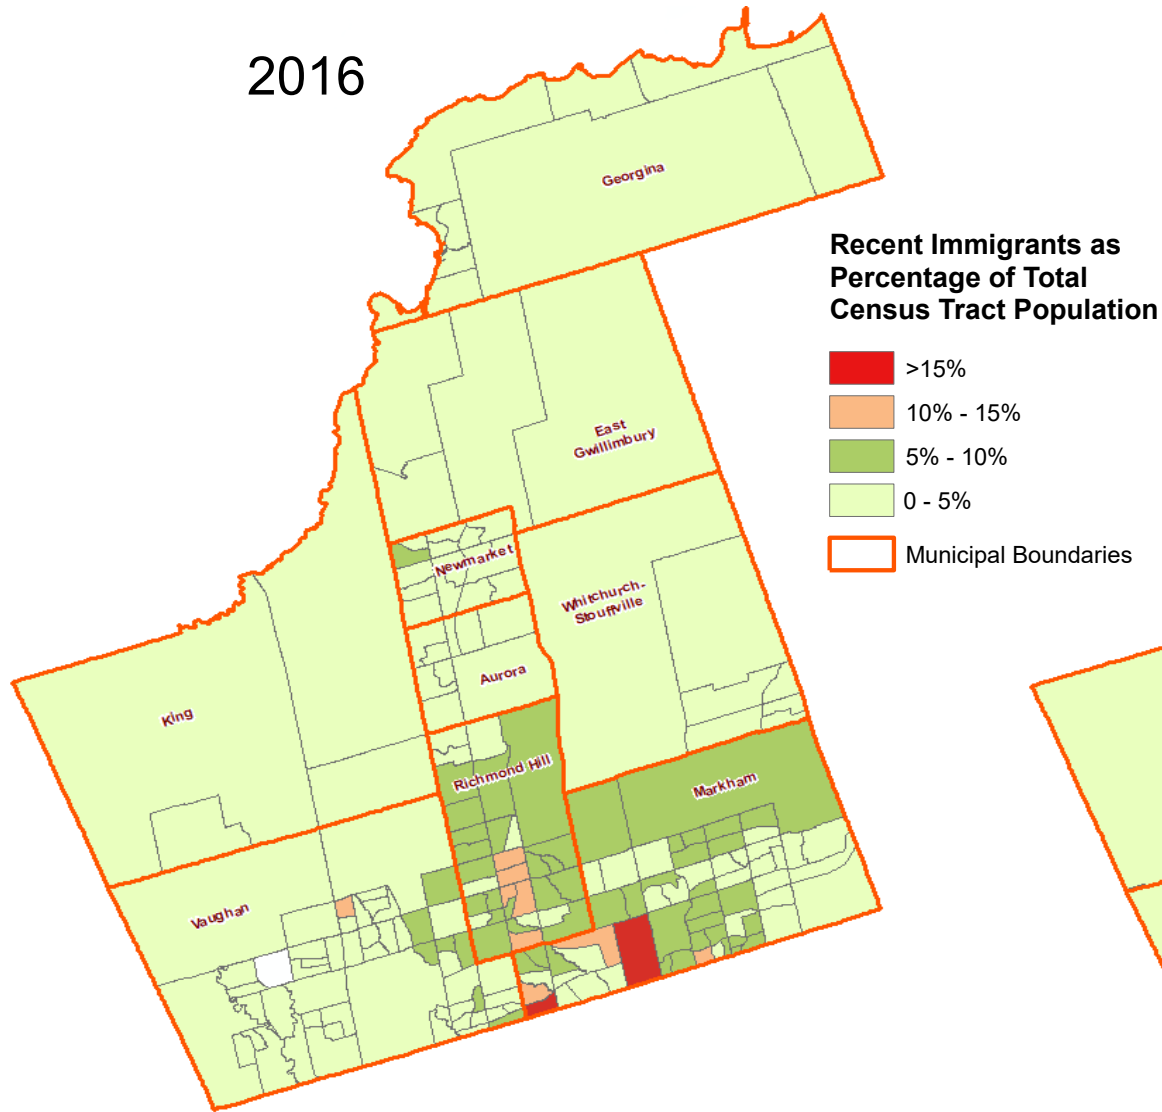 2016
Georgina
Recent Immigrants as
Percentage of Total
Census Tract Population
>15%
10% - 15%
5% - 10%
0 - 5%
Municipal Boundaries
East
Gwillimbury
Newmarket
Whitchurch-
Stouffville
Aurora
King
Richmond Hill
Markham
Vaughan